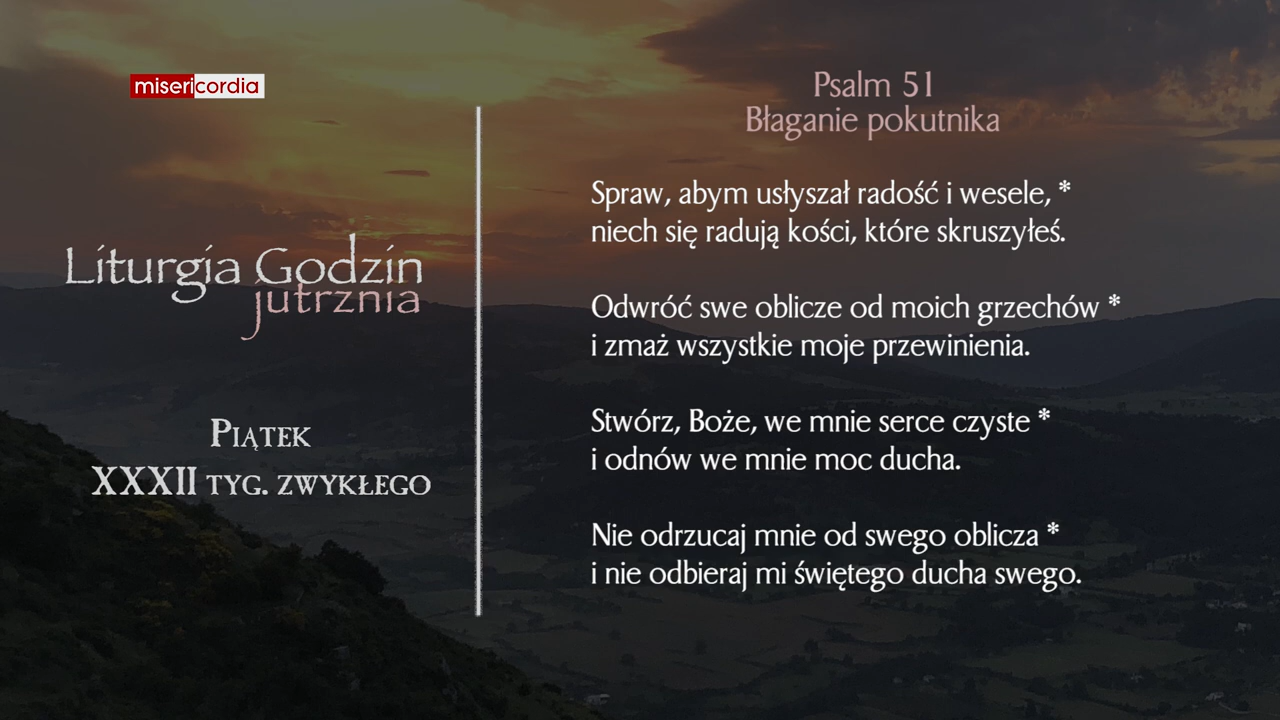 misericordia
Liturgia Godzin
jutrznia
Piątek
XXXII tyg. zwykłego
Psalm 51
Błaganie pokutnika
Spraw, abym usłyszał radość i wesele, *
niech się radują kości, które skruszyłeś.
Odwróć swe oblicze od moich grzechów *
i zmaż wszystkie moje przewinienia.
Stwórz, Boże, we mnie serce czyste *
i odnów we mnie moc ducha.
Nie odrzucaj mnie od swego oblicza *
i nie odbieraj mi świętego ducha swego.